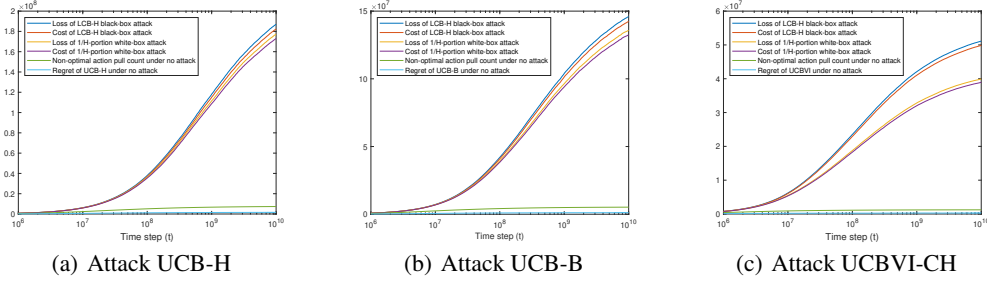 2 ×10^8
1.8
1.6
1.4
1.2
1
0.8
0.6
0.4
0.2
0
Loss of LCB-H black-box attack
Cost of LCB-H black-box attack
Loss of 1/H-portion white-box attack
Cost of 1/H-portion white-box attack
Non-optimal action pull count under no attack
Regret of UCB-H under no attack
10^6 10^7 10^8 10^9 10^10
Time step (t)
(a) Attack UCB-H
15 ×10^7
10
5
0
Loss of LCB-H black-box attack
Cost of LCB-H black-box attack
Loss of 1/H-portion white-box attack
Cost of 1/H-portion white-box attack
Non-optimal action pull count under no attack
Regret of UCB-B under no attack
10^6 10^7 10^8 10^9 10^10
Time step (t)
(b) Attack UCB-B
6 ×10^7
5
4
3
2
1
0
Loss of LCB-H black-box attack
Cost of LCB-H black-box attack
Loss of 1/H-portion white-box attack
Cost of 1/H portion white-box attack
Non-optimal action pull count under no attack
Regret of UCBVI under no attack
10^6 10^7 10^8 10^9 10^10
Time step (t)
(c) Attack UCBVI-CH